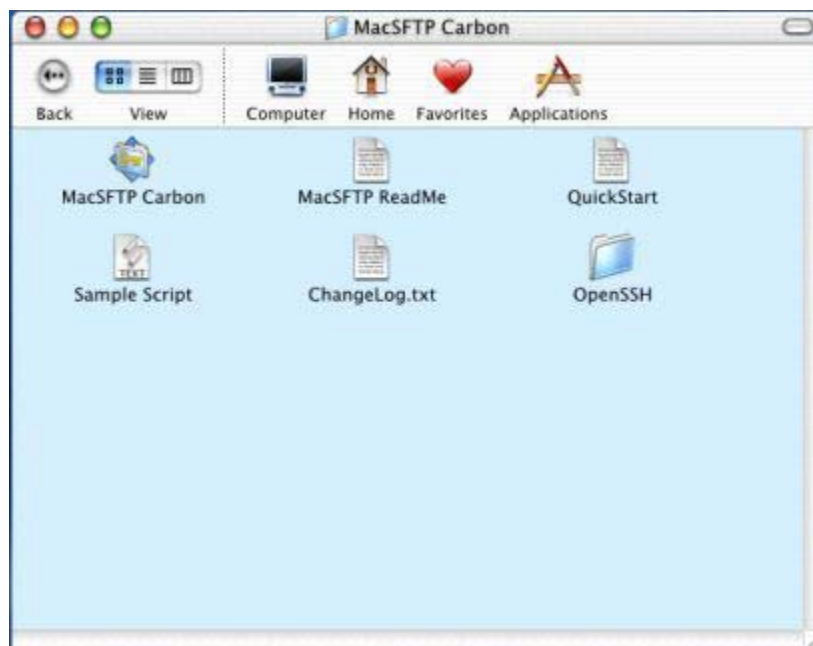 MacSFTP Carbon
Back View Computer Home Favorites Applications
MacSFTP Carbon MacSFTP ReadMe QuickStart
TEXT
Sample Script ChangeLog.txt OpenSSH